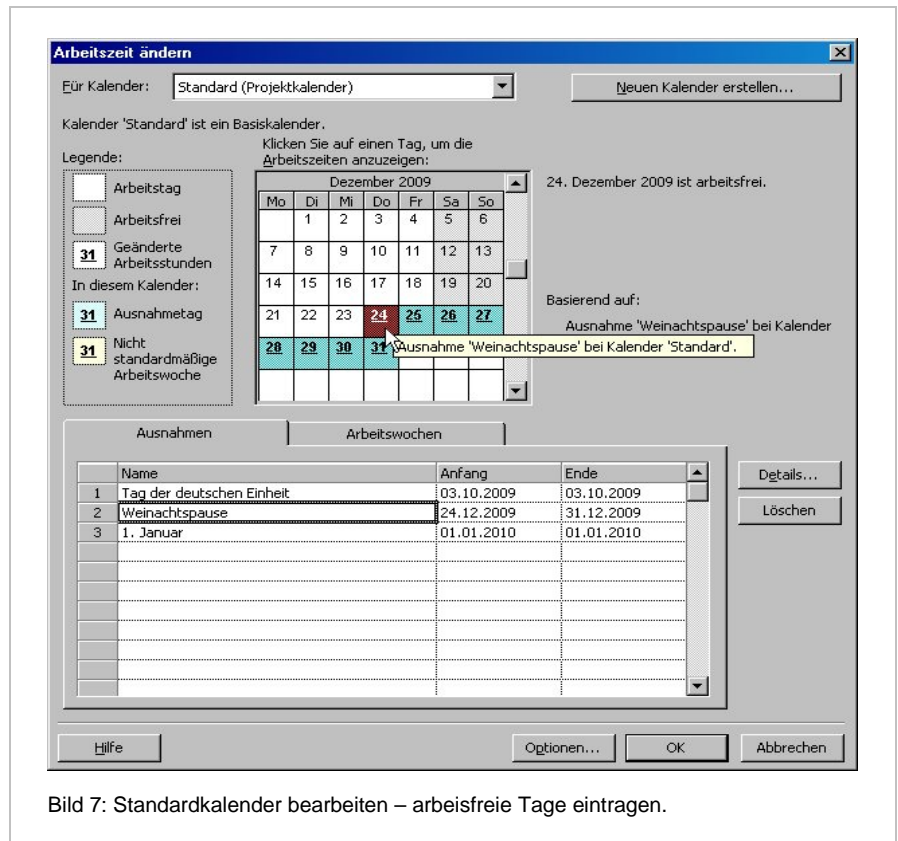 Arbeitszeit ändern
Für Kalender: Standard (Projektkalender) Neuen Kalender erstellen...
Kalender 'Standard' ist ein Basiskalender.
Klicken Sie auf einen Tag, um die
Arbeitszeiten anzuzeigen:
Legende:
Arbeitstag
Arbeitsfrei
31 Geänderte
Arbeitsstunden
In diesem Kalender:
31 Ausnahmetag
31 Nicht
standardmäßige
Arbeitswoche
Dezember 2009
Mo Di Mi Do Fr Sa So
1 2 3 4 5 6
7 8 9 10 11 12 13
14 15 16 17 18 19 20
21 22 23 24 25 26 27
28 29 30 31
24. Dezember 2009 ist arbeitsfrei.
Basierend auf:
Ausnahme 'Weinachtspause' bei Kalender
Ausnahme 'Weinachtspause' bei Kalender 'Standard'.
Ausnahmen Arbeitswochen
Name Anfang Ende
1 Tag der deutschen Einheit 03.10.2009 03.10.2009
2 Weinachtspause 24.12.2009 31.12.2009
3 1. Januar 01.01.2010 01.01.2010
Details...
Löschen
Hilfe Optionen... OK Abbrechen
Bild 7: Standardkalender bearbeiten – arbeisfreie Tage eintragen.